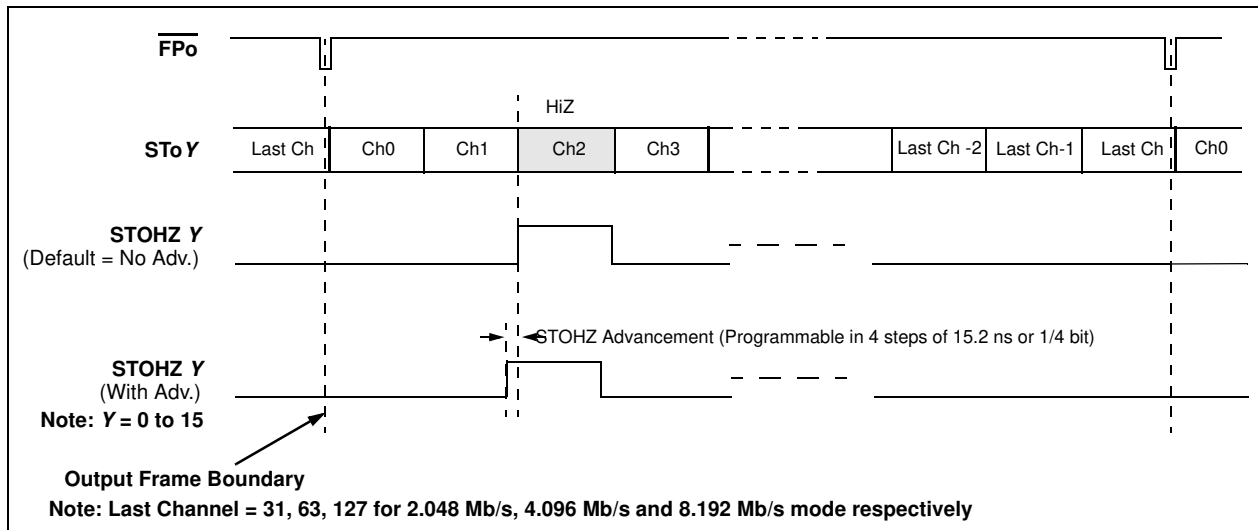 FPo
HiZ
SToY
Last Ch
Ch0
Ch1
Ch2
Ch3
Last Ch -2
Last Ch-1
Last Ch
Ch0
STOHZ Y
(Default = No Adv.)
STOHZ Advancement (Programmable in 4 steps of 15.2 ns or 1/4 bit)
STOHZ Y
(With Adv.)
Note: Y = 0 to 15
Output Frame Boundary
Note: Last Channel = 31, 63, 127 for 2.048 Mb/s, 4.096 Mb/s and 8.192 Mb/s mode respectively